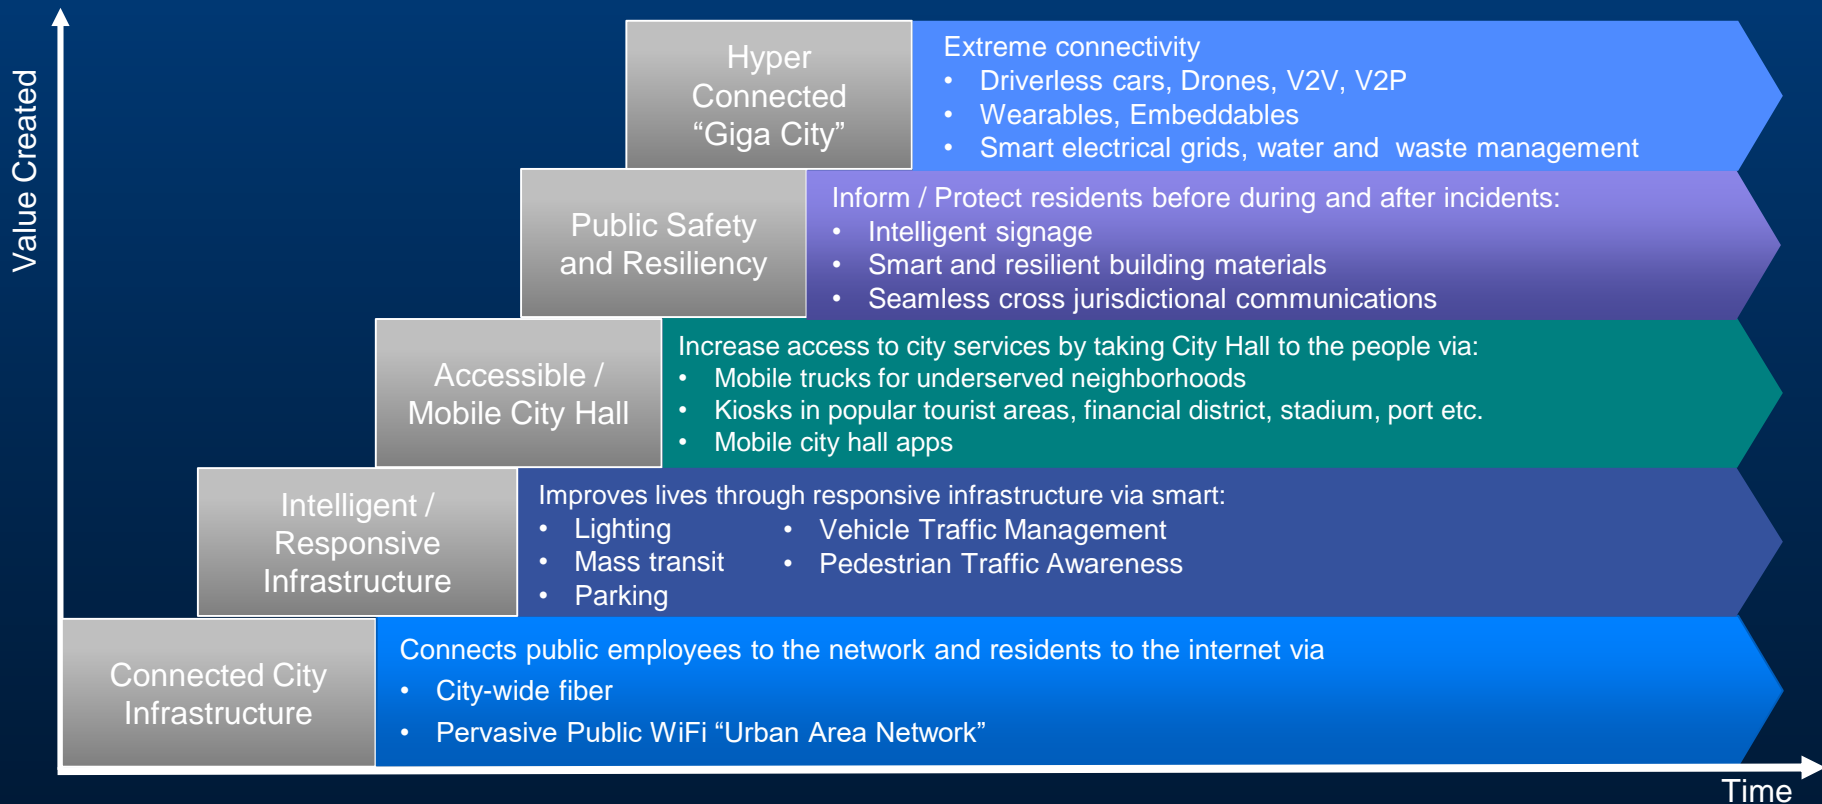 Value Created
Hyper
Connected
“Giga City”
Extreme connectivity
• Driverless cars, Drones, V2V, V2P
• Wearables, Embeddables
• Smart electrical grids, water and waste management
Public Safety
and Resiliency
Inform / Protect residents before during and after incidents:
• Intelligent signage
• Smart and resilient building materials
• Seamless cross jurisdictional communications
Accessible /
Mobile City Hall
Increase access to city services by taking City Hall to the people via:
• Mobile trucks for underserved neighborhoods
• Kiosks in popular tourist areas, financial district, stadium, port etc.
• Mobile city hall apps
Intelligent /
Responsive
Infrastructure
Improves lives through responsive infrastructure via smart:
• Lighting
• Mass transit
• Parking
• Vehicle Traffic Management
• Pedestrian Traffic Awareness
Connected City
Infrastructure
Connects public employees to the network and residents to the internet via
• City-wide fiber
• Pervasive Public WiFi “Urban Area Network”
Time